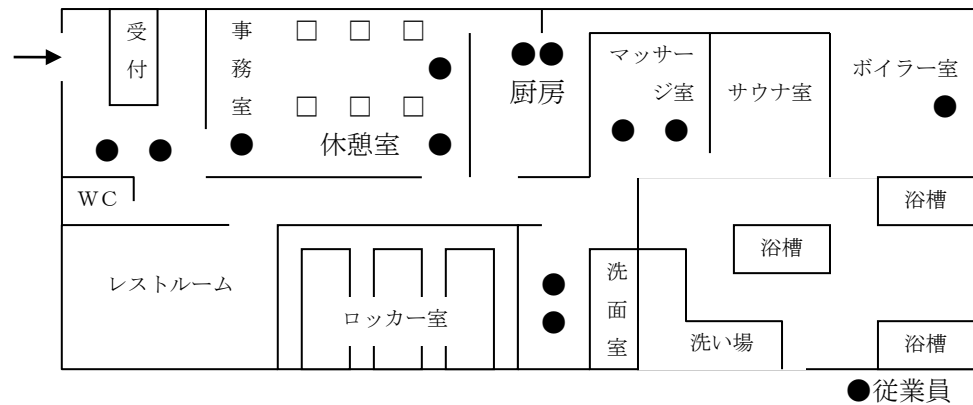 受付
事務室
休憩室
厨房
マッサージ室
サウナ室
ボイラー室
WC
浴槽
浴槽
レストルーム
ロッカー室
洗面室
洗い場
浴槽
●従業員